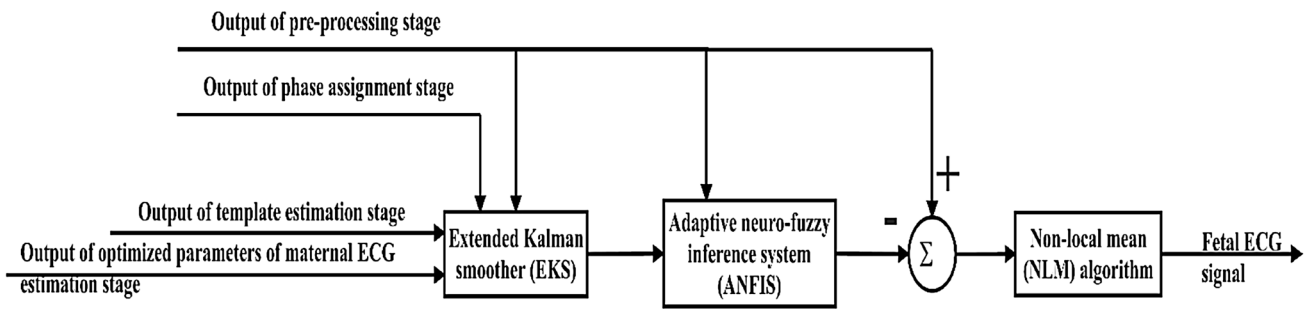 Output of pre-processing stage
Output of phase assignment stage
+
Output of template estimation stage
Output of optimized parameters of maternal ECG
estimation stage
Extended Kalman
smoother (EKS)
Adaptive neuro-fuzzy
inference system
(ANFIS)
-
Σ
Non-local mean
(NLM) algorithm
Fetal ECG
signal